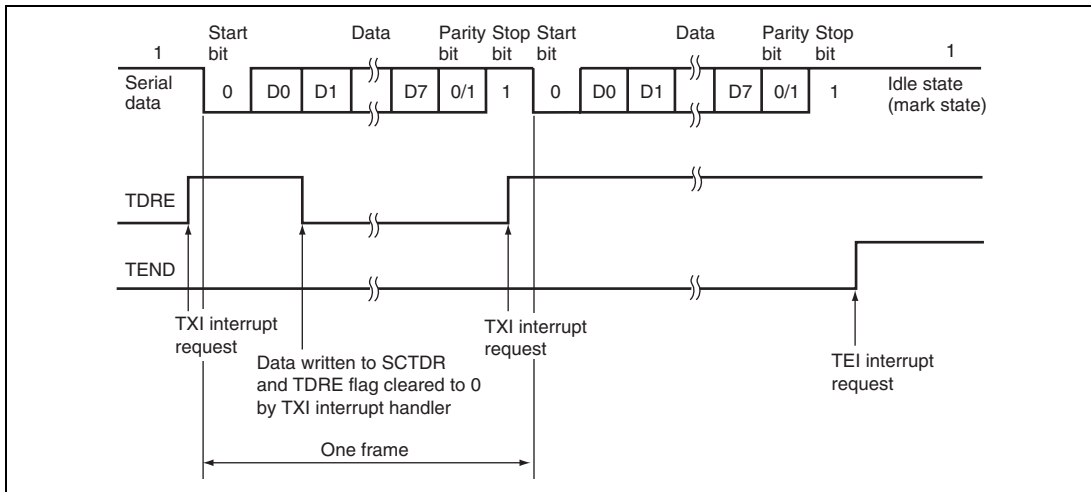 Start bit Data Parity bit Stop bit Start bit Data Parity bit Stop bit
1 1
Serial data 0 D0 D1 D7 0/1 1 0 D0 D1 D7 0/1 1 Idle state (mark state)
TDRE
TEND
TXI interrupt request
Data written to SCTDR
and TDRE flag cleared to 0
by TXI interrupt handler
TXI interrupt request
TEI interrupt request
One frame